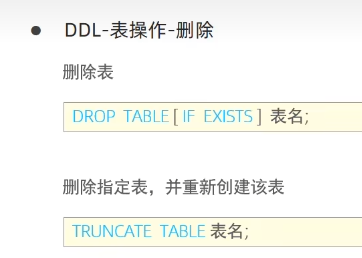 ● DDL-表操作-删除
删除表
DROP TABLE [ IF EXISTS ] 表名;
删除指定表，并重新创建该表
TRUNCATE TABLE 表名;